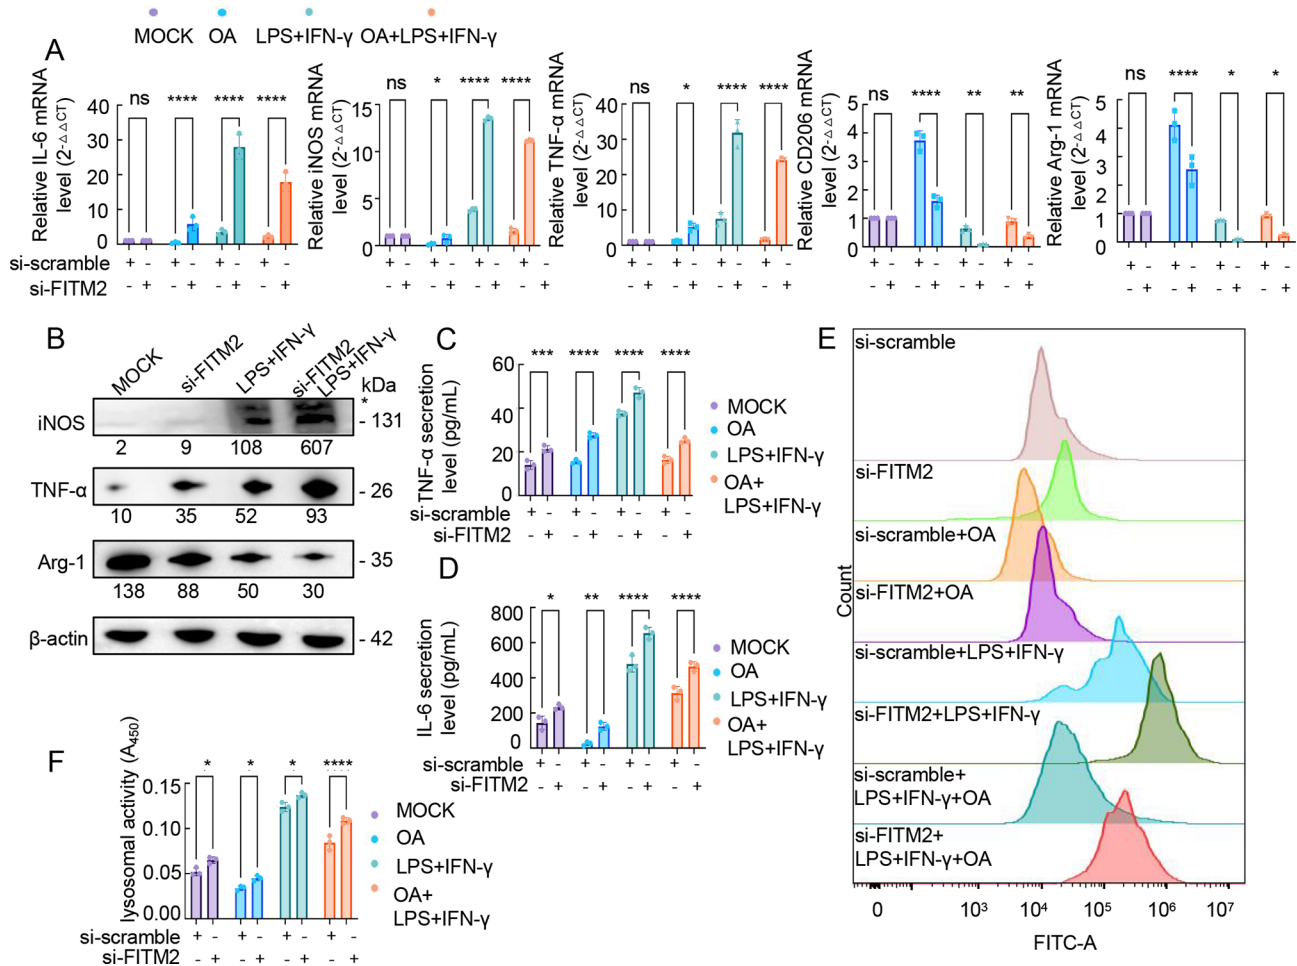 MOCK OA LPS+IFN-γ OA+LPS+IFN-γ
A
Relative IL-6 mRNA
level (2-△△CT)
40
30
20
10
0
ns **** **** ****
Relative iNOS mRNA
level (2-△△CT)
15
10
5
0
ns * **** ****
Relative TNF-α mRNA
level (2-△△CT)
40
30
20
10
0
ns * **** ****
Relative CD206 mRNA
level (2-△△CT)
5
4
3
2
1
0
ns **** ** **
Relative Arg-1 mRNA
level (2-△△CT)
5
4
3
2
1
0
ns **** * *
si-scramble + - + - + - + - + - + - + - + - + - + - + - + - + - + - + - + - + - + - + - + -
si-FITM2 - + - + - + - + - + - + - + - + - + - + - + - + - + - + - + - + - + - + - + - +
B
MOCK si-FITM2 LPS+IFN-γ si-FITM2 LPS+IFN-γ
kDa
*
iNOS - 131
2 9 108 607
TNF-α - 26
10 35 52 93
Arg-1 - 35
138 88 50 30
β-actin - 42
C
TNF-α secretion
level (pg/mL)
60
40
20
0
*** **** **** ****
si-scramble + - + - + - + -
si-FITM2 - + - + - + - +
MOCK
OA
LPS+IFN-γ
OA+
LPS+IFN-γ
D
IL-6 secretion
level (pg/mL)
800
600
400
200
0
* ** **** ****
si-scramble + - + - + - + -
si-FITM2 - + - + - + - +
MOCK
OA
LPS+IFN-γ
OA+
LPS+IFN-γ
E
Count
si-scramble
si-FITM2
si-scramble+OA
si-FITM2+OA
si-scramble+LPS+IFN-γ
si-FITM2+LPS+IFN-γ
si-scramble+
LPS+IFN-γ+OA
si-FITM2+
LPS+IFN-γ+OA
0 10³ 10⁴ 10⁵ 10⁶ 10⁷
FITC-A
F
lysosomal activity (A450)
0.15
0.10
0.05
0.00
* * * ****
si-scramble + - + - + - + -
si-FITM2 - + - + - + - +
MOCK
OA
LPS+IFN-γ
OA+
LPS+IFN-γ